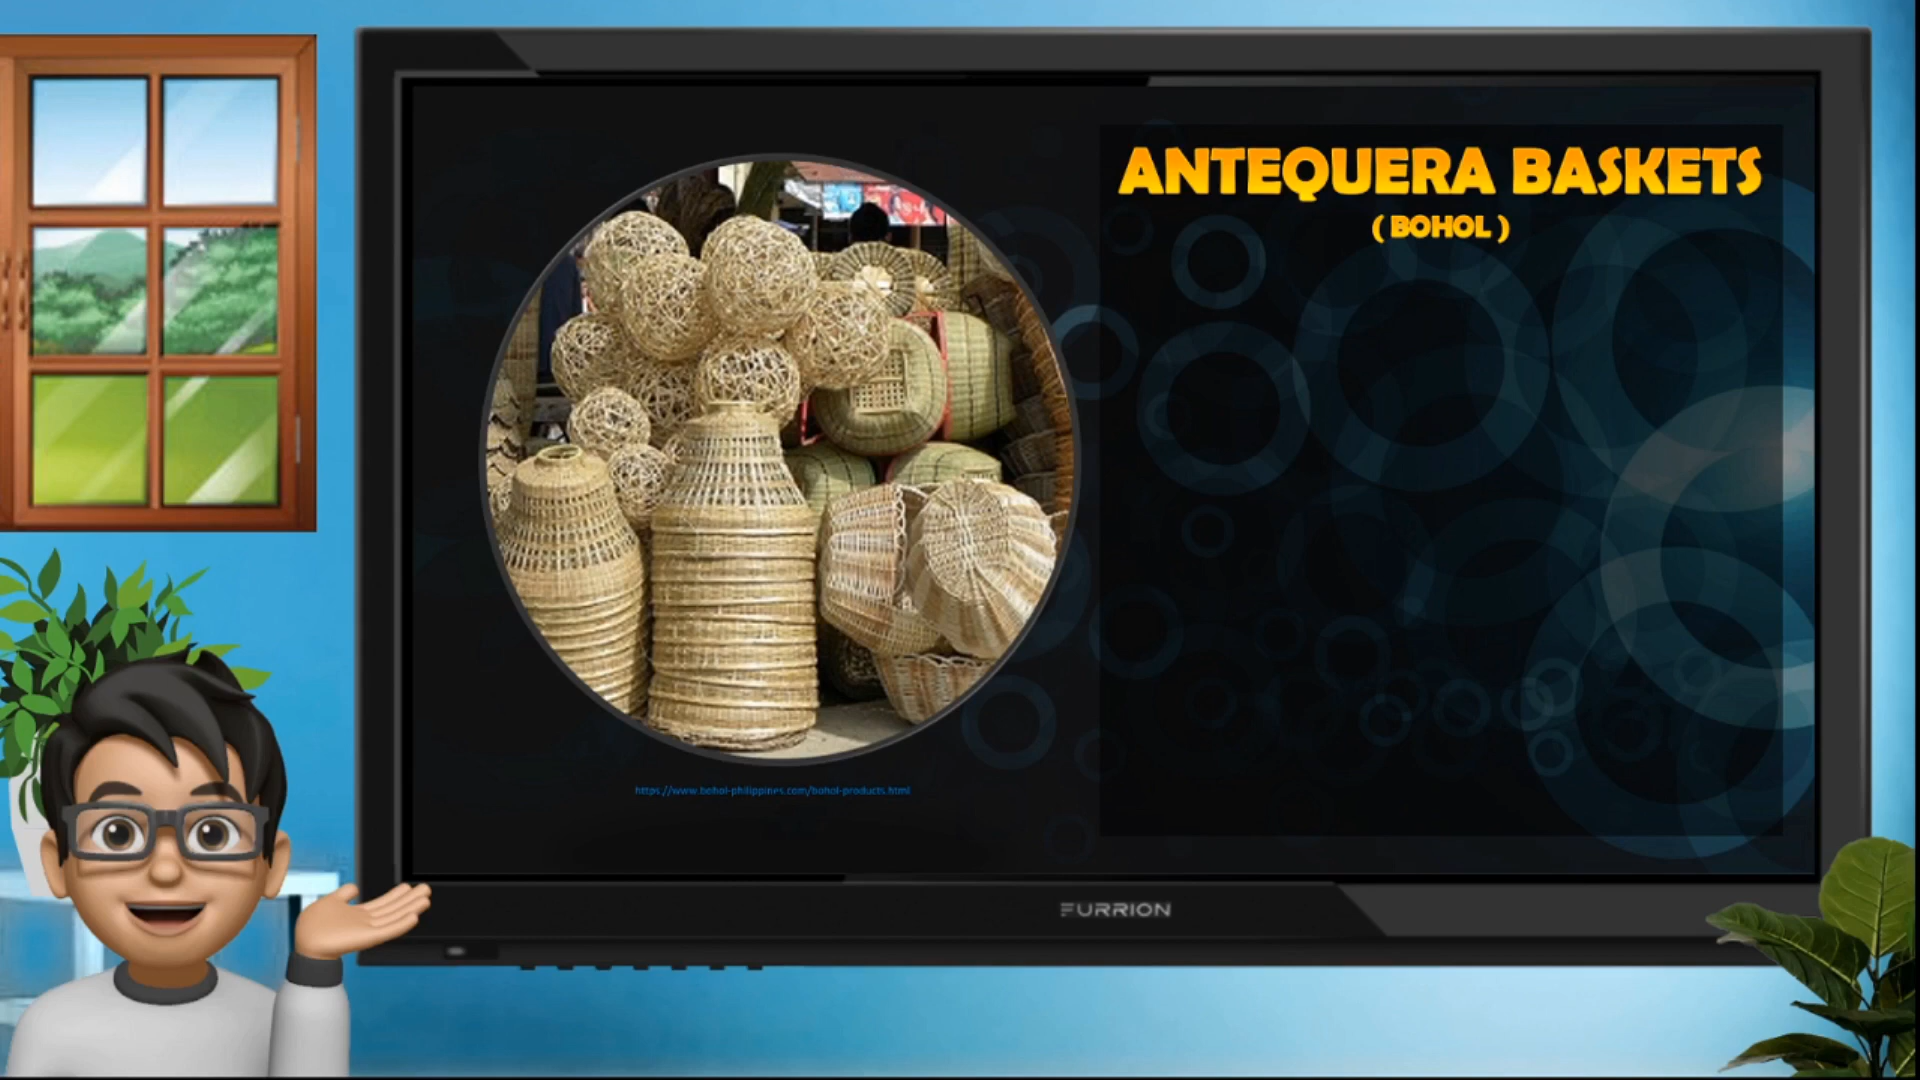 ANTEQUERA BASKETS
( BOHOL )
https://www.bohol-philippines.com/bohol-products.html
FURRION